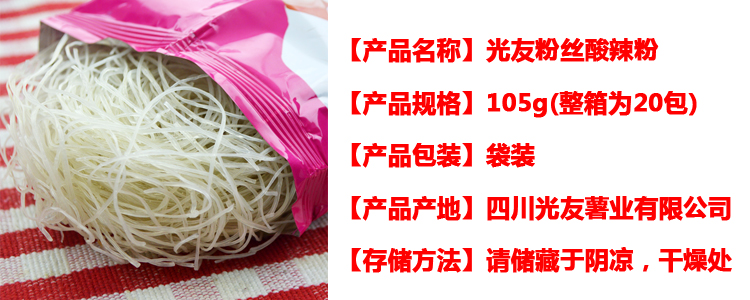 【产品名称】光友粉丝酸辣粉
【产品规格】105g(整箱为20包)
【产品包装】袋装
【产品产地】四川光友薯业有限公司
【存储方法】请储藏于阴凉，干燥处